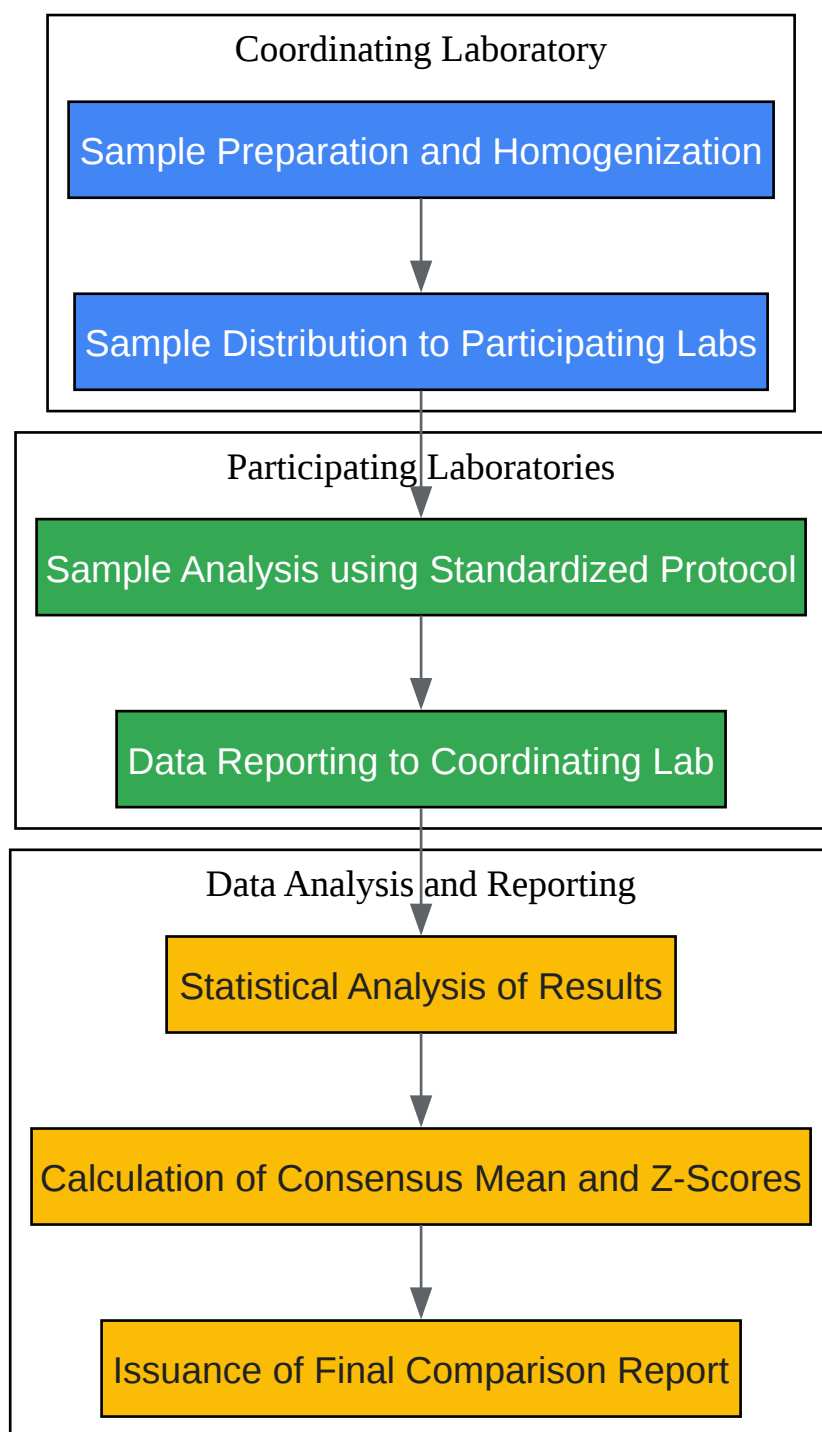 Coordinating Laboratory
Sample Preparation and Homogenization
Sample Distribution to Participating Labs
Participating Laboratories
Sample Analysis using Standardized Protocol
Data Reporting to Coordinating Lab
Data Analysis and Reporting
Statistical Analysis of Results
Calculation of Consensus Mean and Z-Scores
Issuance of Final Comparison Report